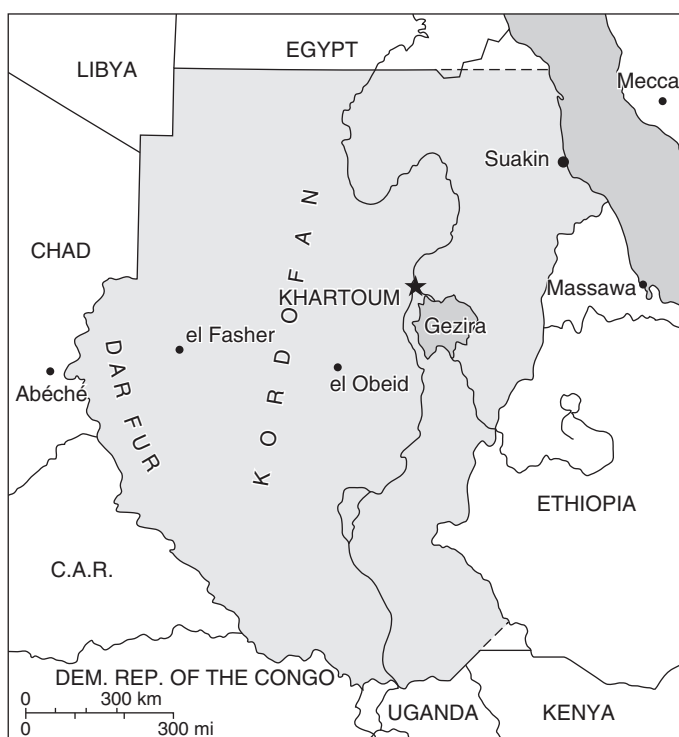 EGYPT
LIBYA
Mecca
Suakin
CHAD
KORDOFAN
KHARTOUM
Massawa
Gezira
el Fasher
DAR FUR
el Obeid
Abéché
ETHIOPIA
C.A.R.
DEM. REP. OF THE CONGO
0 300 km
0 300 mi
UGANDA
KENYA